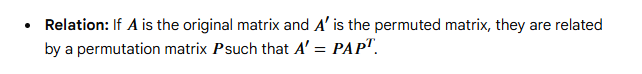 • Relation: If A is the original matrix and A′ is the permuted matrix, they are related
by a permutation matrix Psuch that A′ = PAPᵀ.